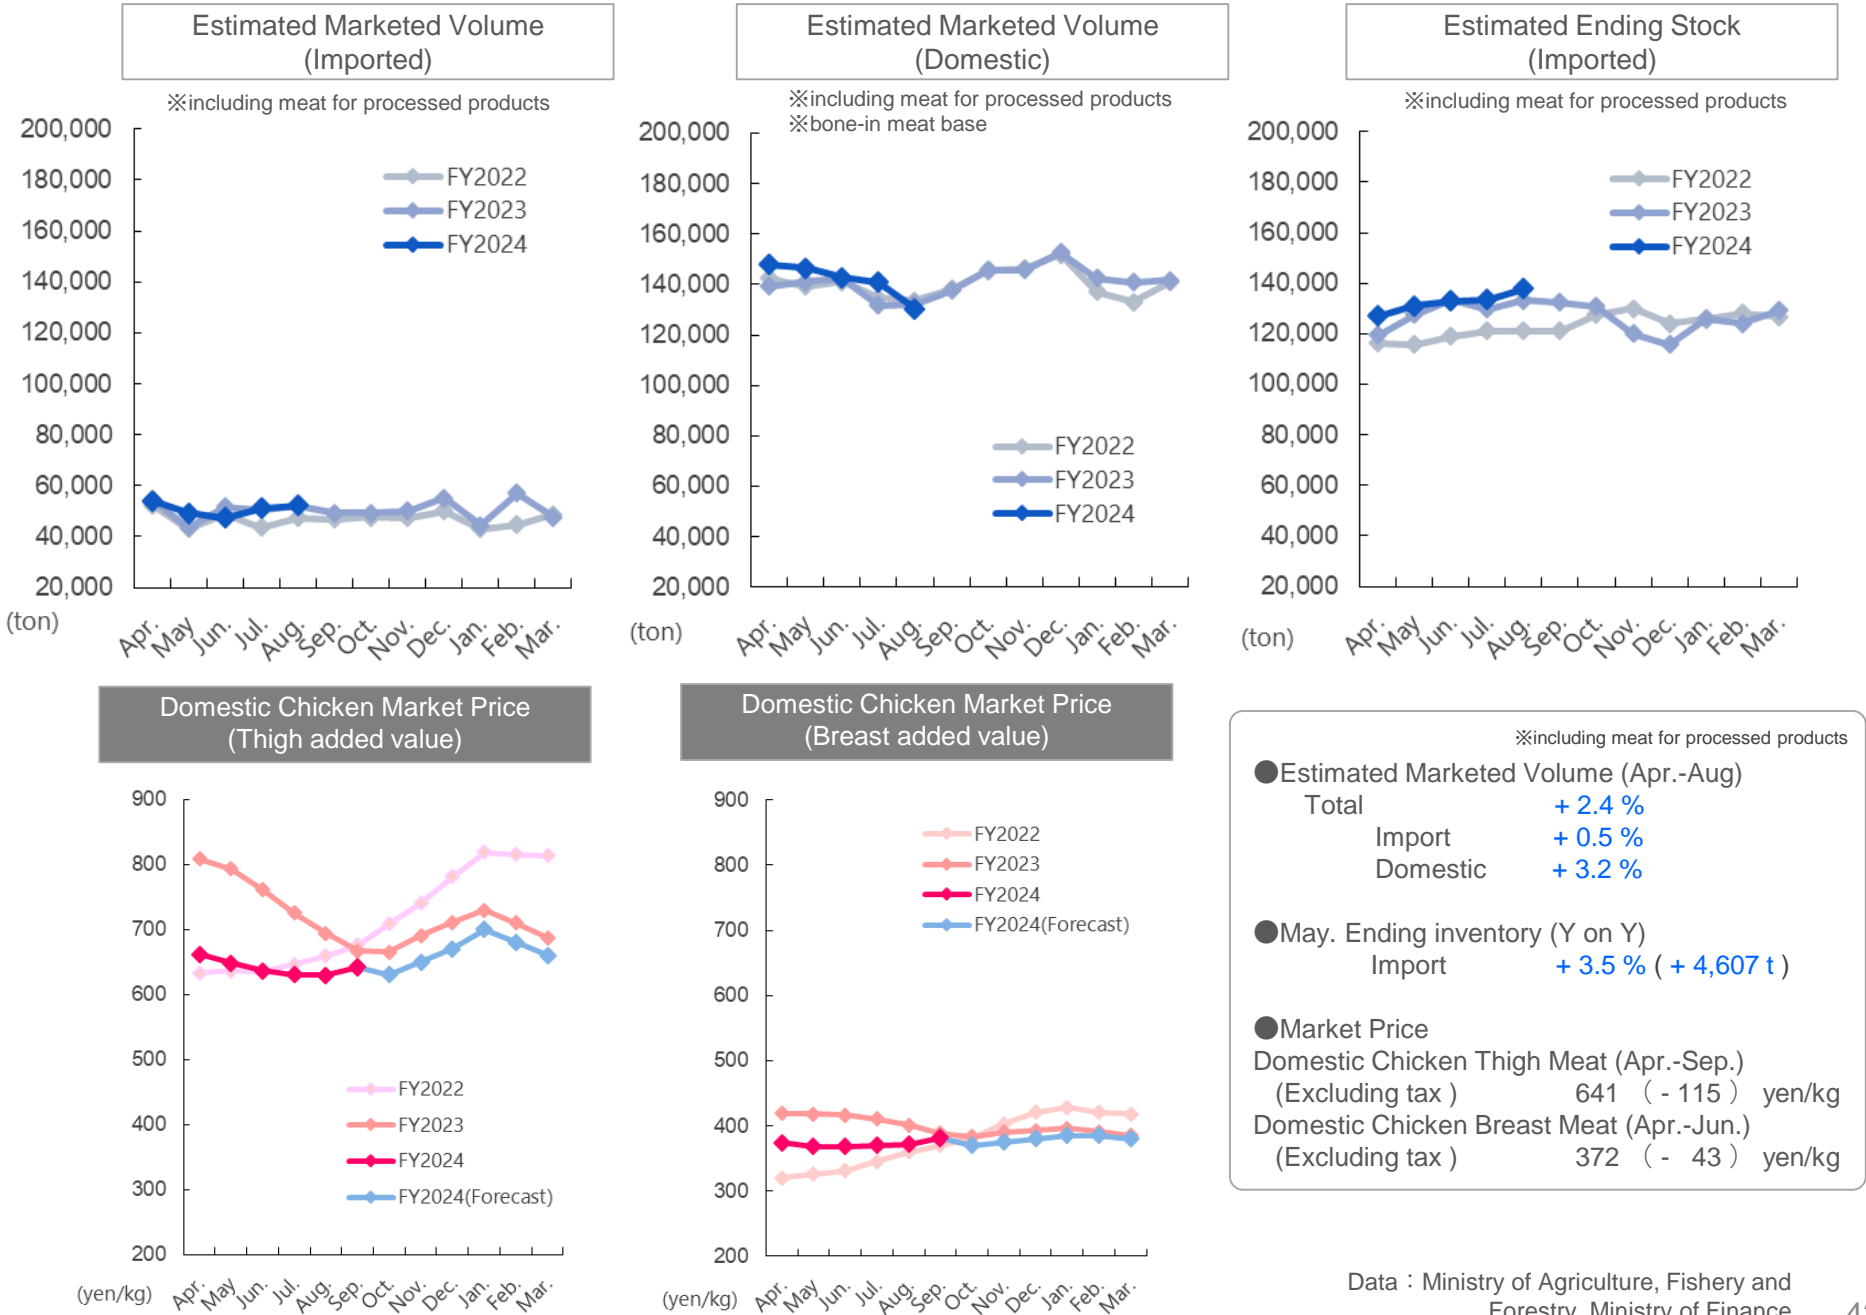 Estimated Marketed Volume
(Imported)
※including meat for processed products
200,000
180,000
160,000
140,000
120,000
100,000
80,000
60,000
40,000
20,000
(ton)
FY2022
FY2023
FY2024
Apr. May Jun. Jul. Aug. Sep. Oct. Nov. Dec. Jan. Feb. Mar.
Estimated Marketed Volume
(Domestic)
※including meat for processed products
※bone-in meat base
200,000
180,000
160,000
140,000
120,000
100,000
80,000
60,000
40,000
20,000
(ton)
FY2022
FY2023
FY2024
Apr. May Jun. Jul. Aug. Sep. Oct. Nov. Dec. Jan. Feb. Mar.
Estimated Ending Stock
(Imported)
※including meat for processed products
200,000
180,000
160,000
140,000
120,000
100,000
80,000
60,000
40,000
20,000
(ton)
FY2022
FY2023
FY2024
Apr. May Jun. Jul. Aug. Sep. Oct. Nov. Dec. Jan. Feb. Mar.
Domestic Chicken Market Price
(Thigh added value)
900
800
700
600
500
400
300
200
(yen/kg)
FY2022
FY2023
FY2024
FY2024(Forecast)
Apr. May Jun. Jul. Aug. Sep. Oct. Nov. Dec. Jan. Feb. Mar.
Domestic Chicken Market Price
(Breast added value)
900
800
700
600
500
400
300
200
(yen/kg)
FY2022
FY2023
FY2024
FY2024(Forecast)
Apr. May Jun. Jul. Aug. Sep. Oct. Nov. Dec. Jan. Feb. Mar.
※including meat for processed products
●Estimated Marketed Volume (Apr.-Aug)
Total + 2.4 %
Import + 0.5 %
Domestic + 3.2 %
●May. Ending inventory (Y on Y)
Import + 3.5 % ( + 4,607 t )
●Market Price
Domestic Chicken Thigh Meat (Apr.-Sep.)
(Excluding tax ) 641 （ - 115 ） yen/kg
Domestic Chicken Breast Meat (Apr.-Jun.)
(Excluding tax ) 372 （ - 43 ） yen/kg
Data：Ministry of Agriculture, Fishery and
Forestry, Ministry of Finance